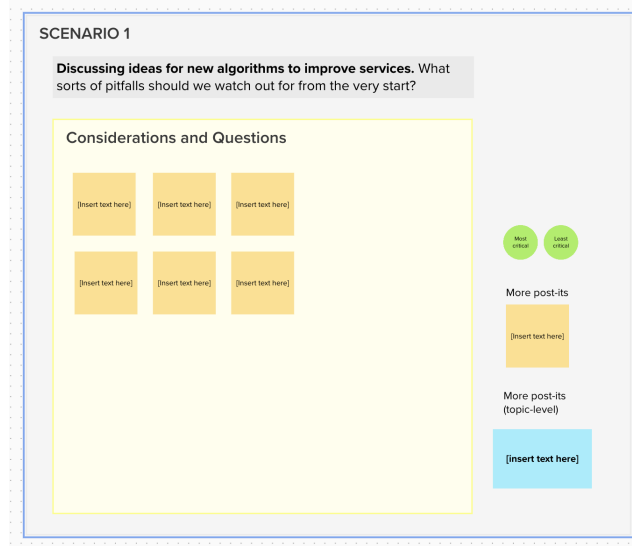 SCENARIO 1
Discussing ideas for new algorithms to improve services. What
sorts of pitfalls should we watch out for from the very start?
Considerations and Questions
[Insert text here] [Insert text here] [Insert text here]
[Insert text here] [Insert text here] [Insert text here]
Most
critical
Least
critical
More post-its
[Insert text here]
More post-its
(topic-level)
[insert text here]